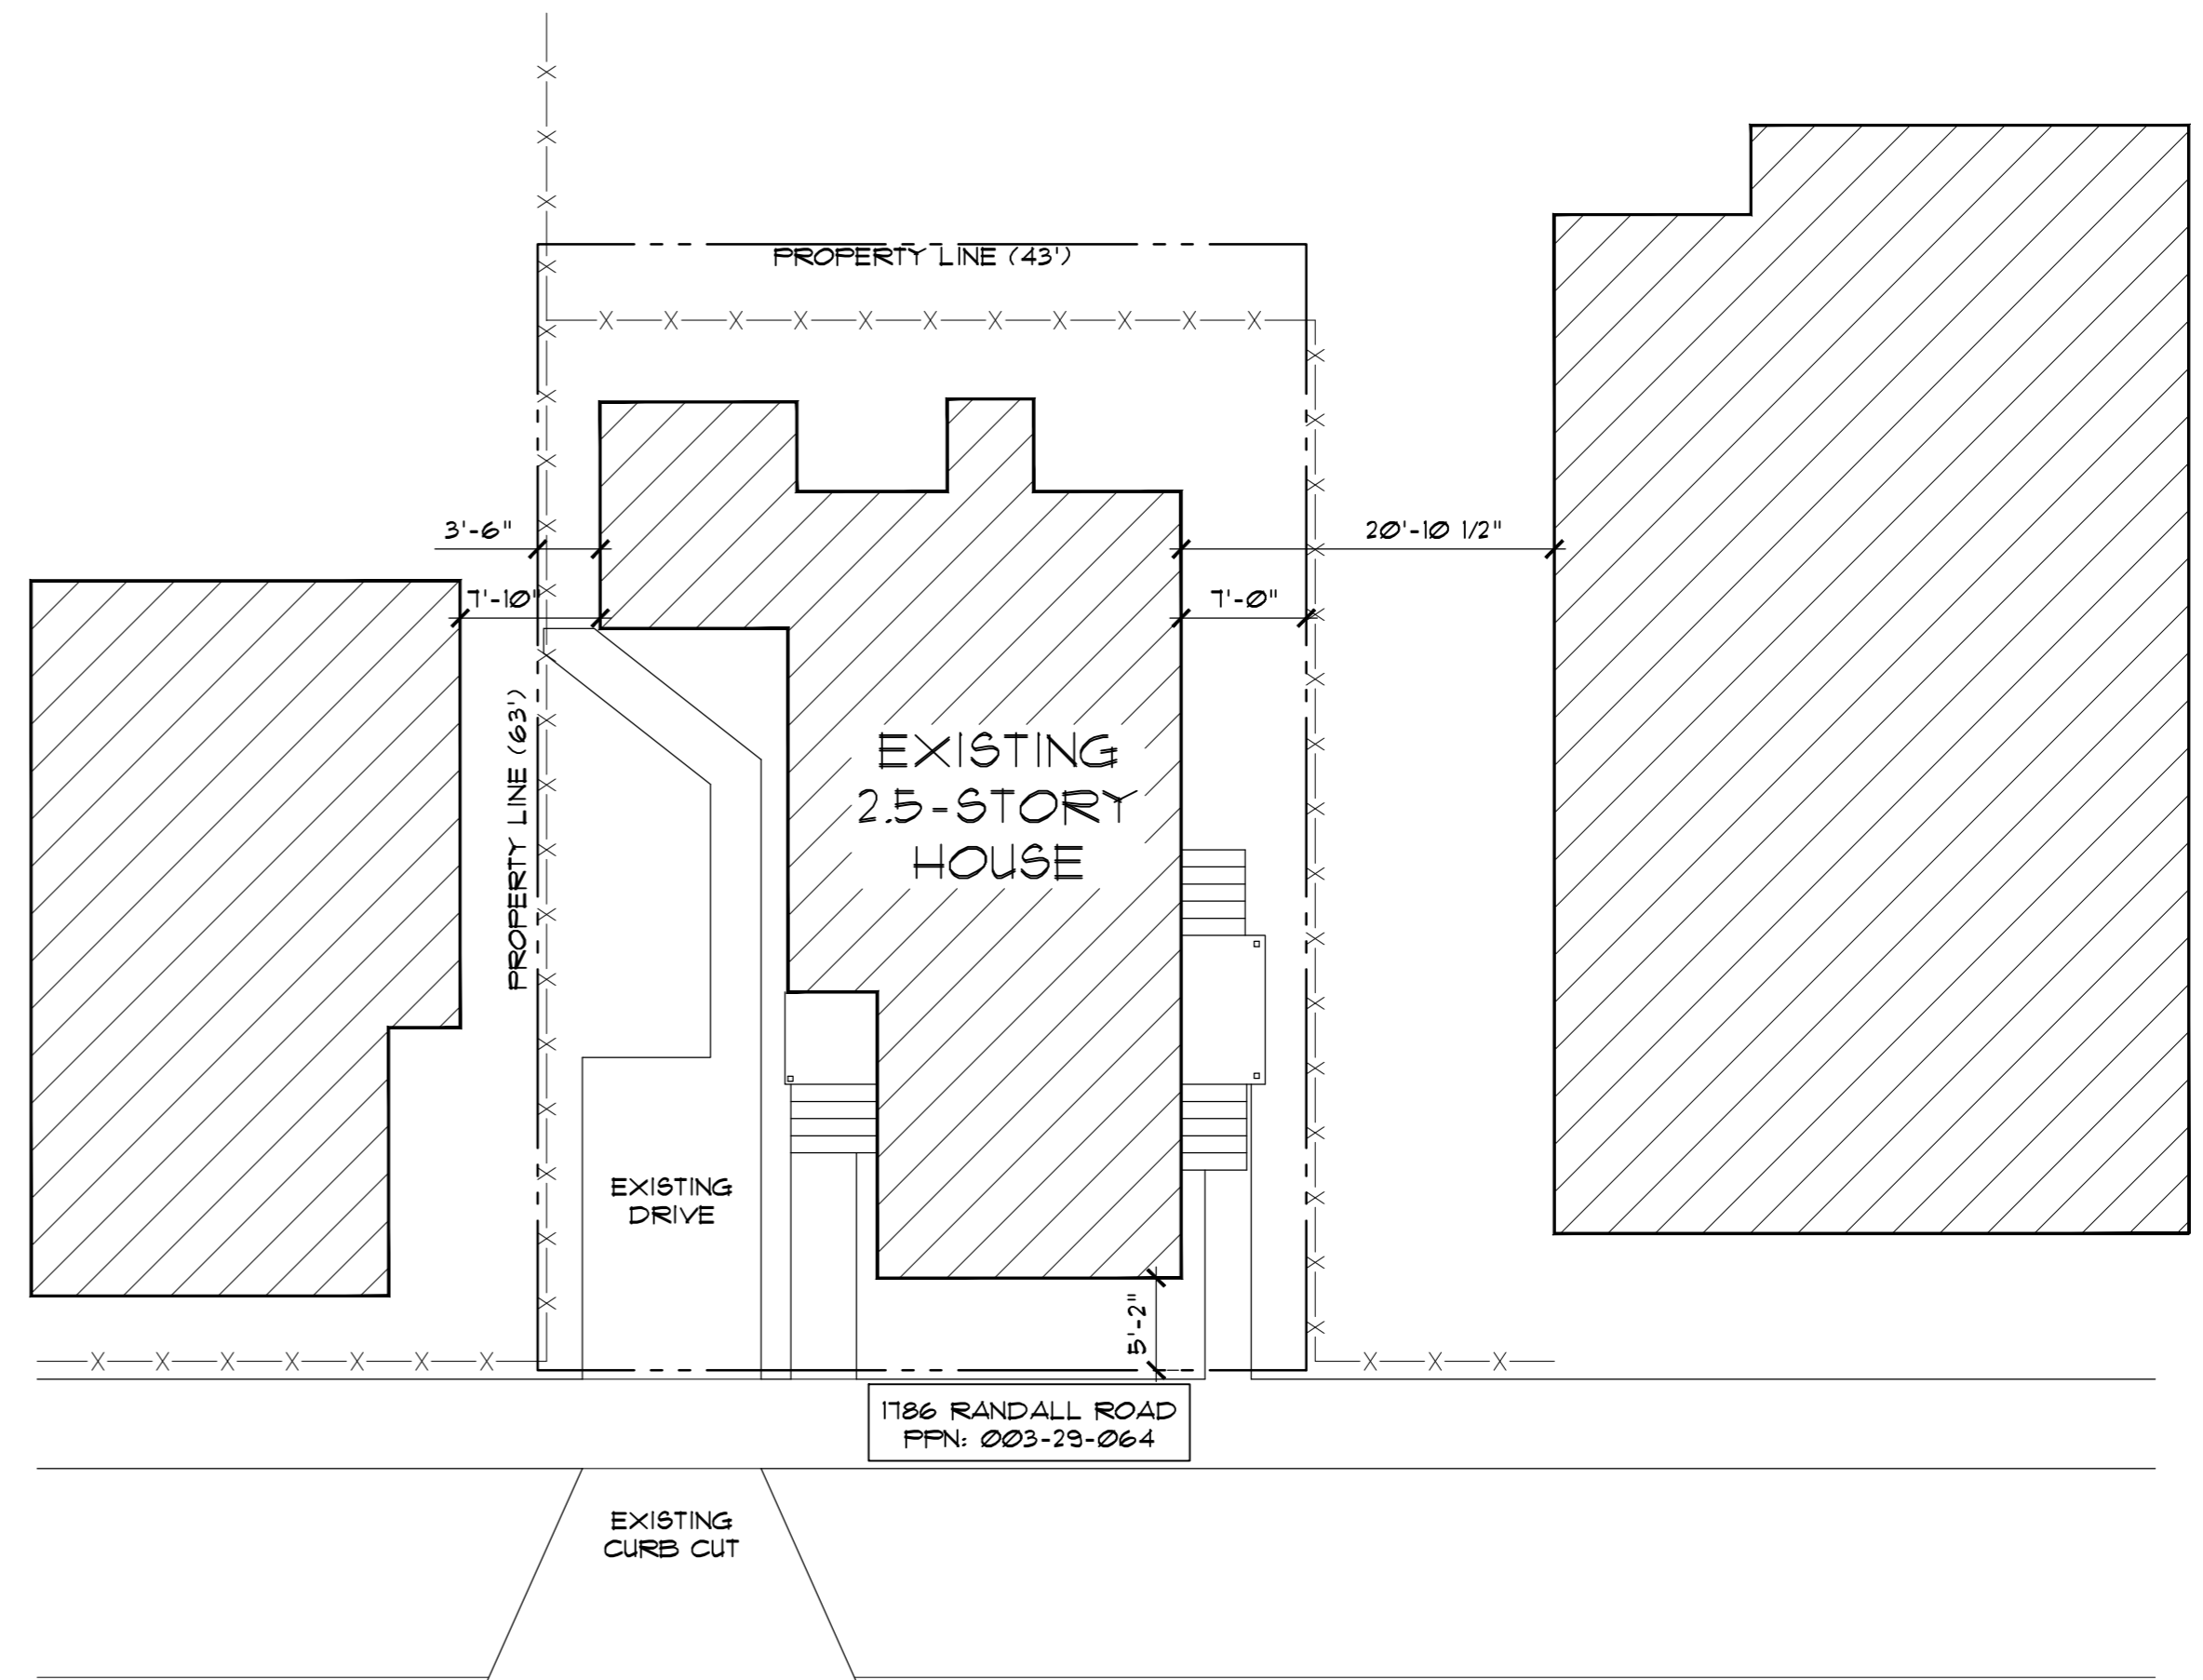 PROPERTY LINE (43')
3'-6"
20'-10 1/2"
7'-10"
7'-0"
PROPERTY LINE (63')
EXISTING
2.5-STORY
HOUSE
EXISTING
DRIVE
5'-2"
1786 RANDALL ROAD
PPN: 003-29-064
EXISTING
CURB CUT